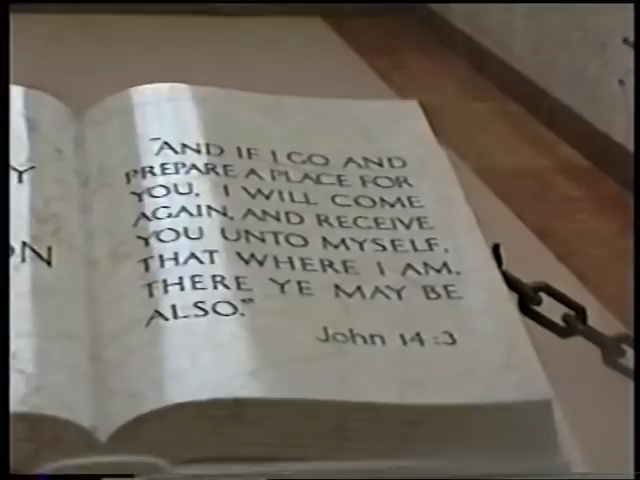 Y
ON
"AND IF I GO AND
PREPARE A PLACE FOR
YOU, I WILL COME
AGAIN, AND RECEIVE
YOU UNTO MYSELF,
THAT WHERE I AM,
THERE YE MAY BE
ALSO."
John 14:3